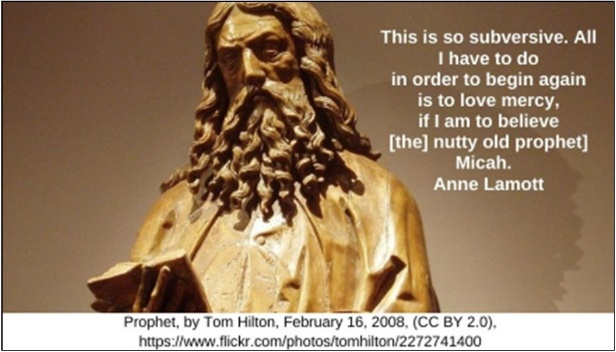 This is so subversive. All
I have to do
in order to begin again
is to love mercy,
if I am to believe
[the] nutty old prophet]
Micah.
Anne Lamott
Prophet, by Tom Hilton, February 16, 2008, (CC BY 2.0),
https://www.flickr.com/photos/tomhilton/2272741400